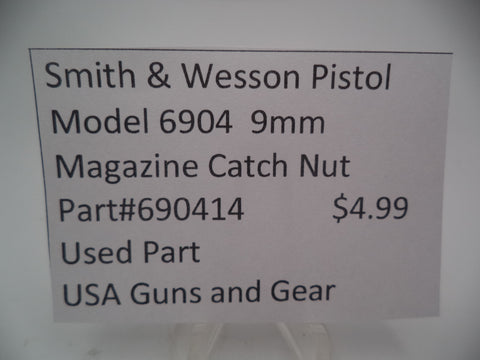 Smith & Wesson Pistol
Model 6904 9mm
Magazine Catch Nut
Part#690414 $4.99
Used Part
USA Guns and Gear